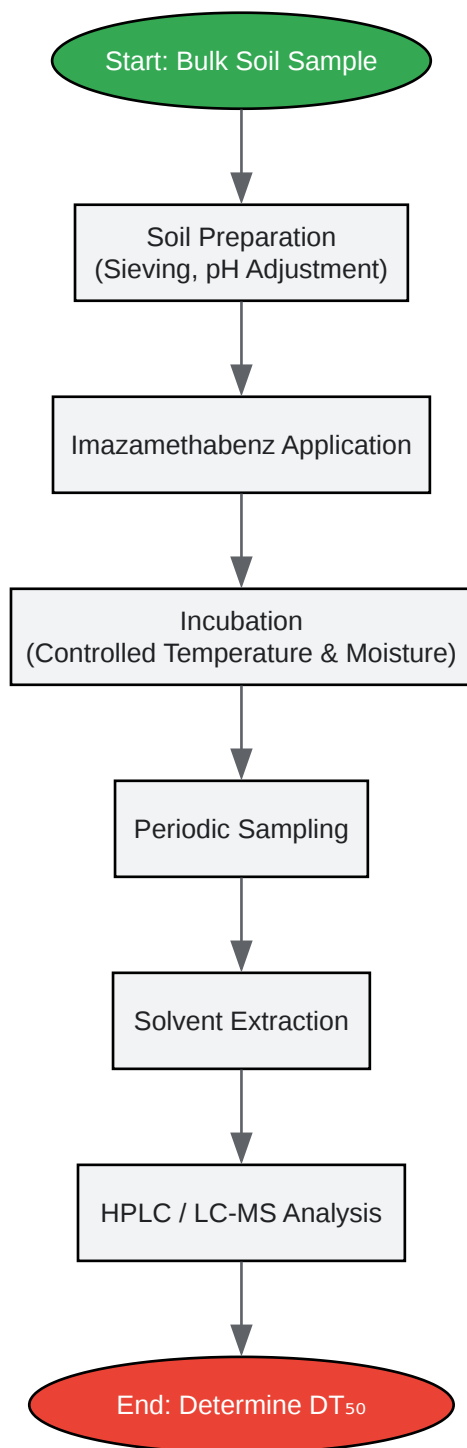 Start: Bulk Soil Sample
Soil Preparation
(Sieving, pH Adjustment)
Imazamethabenz Application
Incubation
(Controlled Temperature & Moisture)
Periodic Sampling
Solvent Extraction
HPLC / LC-MS Analysis
End: Determine DT₅₀